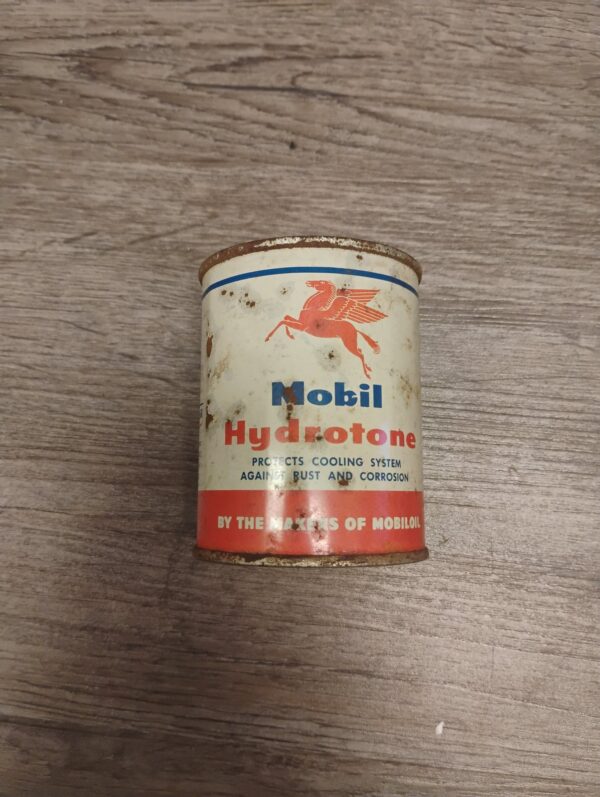 Mobil
Hydrotone
PROTECTS COOLING SYSTEM
AGAINST RUST AND CORROSION
BY THE MAKERS OF MOBILOIL